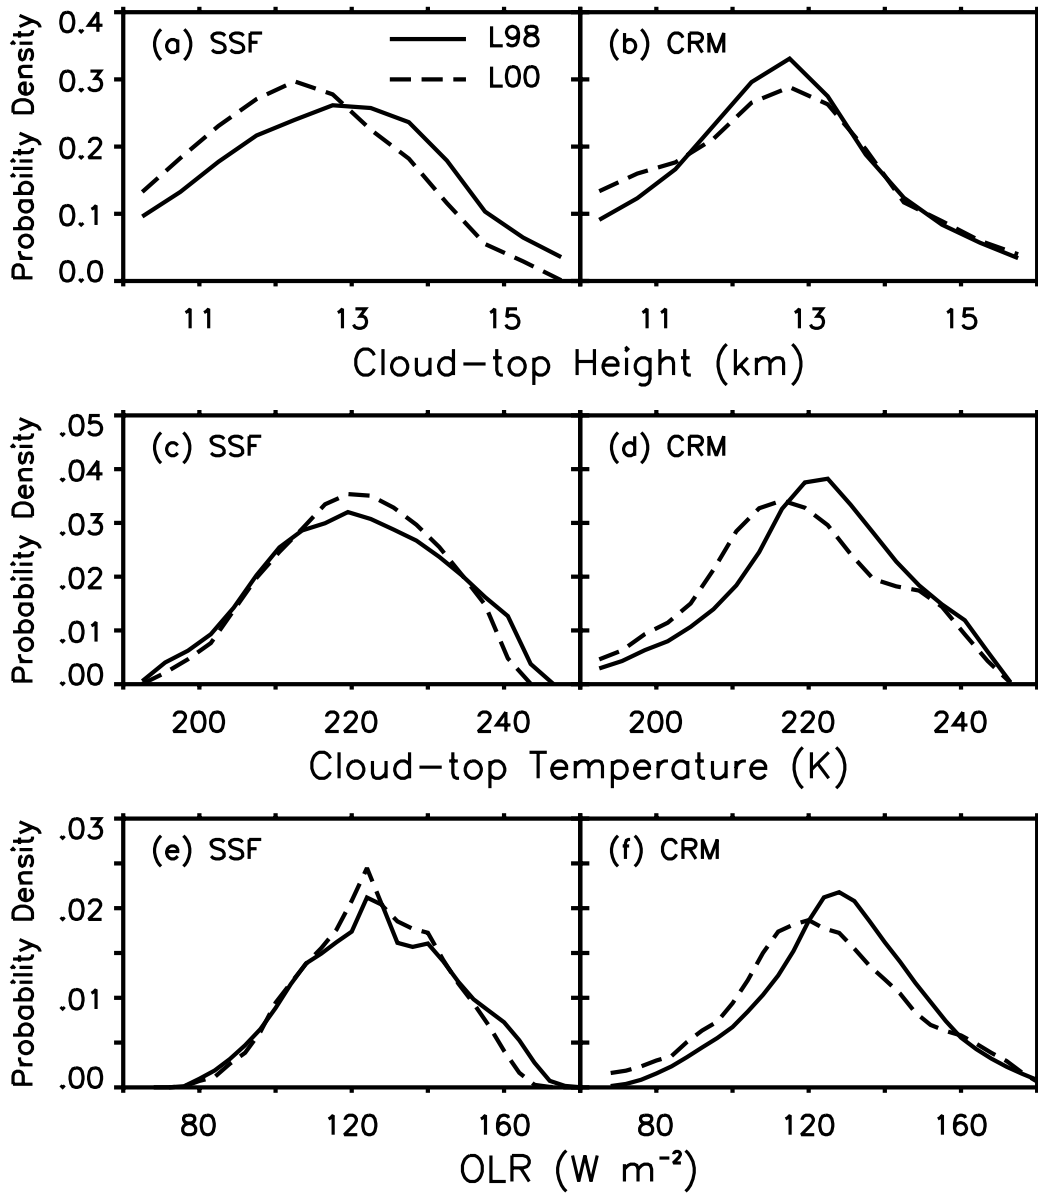 Probability Density
0.4
0.3
0.2
0.1
0.0
(a) SSF
L98
L00
(b) CRM
11
13
15
11
13
15
Cloud-top Height (km)
Probability Density
.05
.04
.03
.02
.01
.00
(c) SSF
(d) CRM
200
220
240
200
220
240
Cloud-top Temperature (K)
Probability Density
.03
.02
.01
.00
(e) SSF
(f) CRM
80
120
160
80
120
160
OLR (W m⁻²)